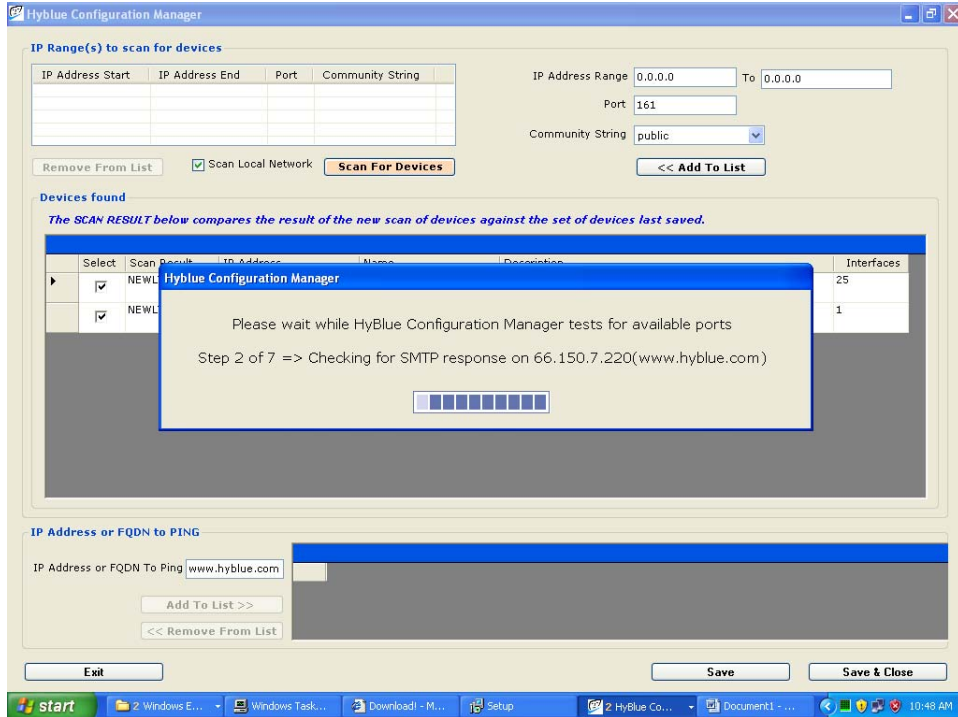 Hyblue Configuration Manager
IP Range(s) to scan for devices
IP Address Start IP Address End Port Community String
IP Address Range 0.0.0.0 To 0.0.0.0
Port 161
Community String public
Remove From List Scan Local Network Scan For Devices << Add To List
Devices found
The SCAN RESULT below compares the result of the new scan of devices against the set of devices last saved.
Select Scan Result IP Address Name Description Interfaces
NEWL 25
NEWL 1
Hyblue Configuration Manager
Please wait while HyBlue Configuration Manager tests for available ports
Step 2 of 7 => Checking for SMTP response on 66.150.7.220(www.hyblue.com)
IP Address or FQDN to PING
IP Address or FQDN To Ping www.hyblue.com
Add To List >>
<< Remove From List
Exit Save Save & Close
start 2 Windows E... Windows Task... Download! - M... Setup 2 HyBlue Co... Document1 - ... 10:48 AM